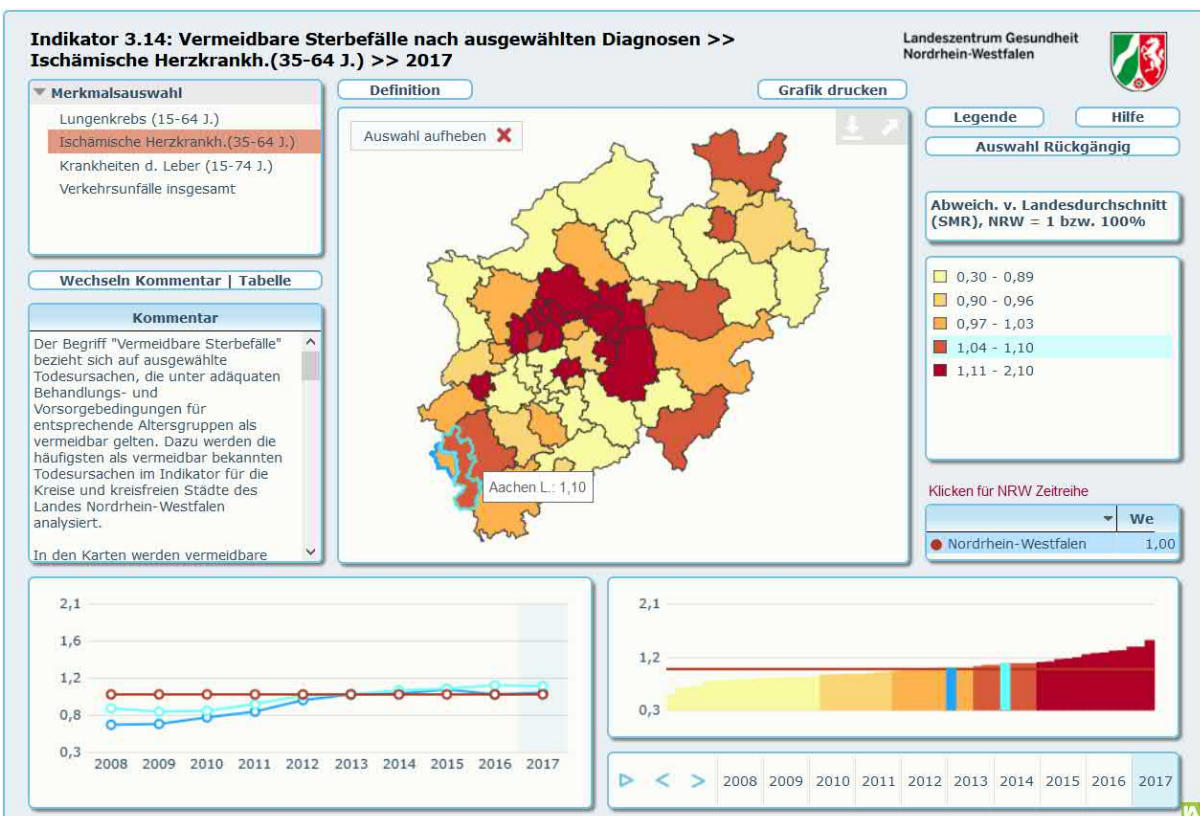 Indikator 3.14: Vermeidbare Sterbefälle nach ausgewählten Diagnosen >>
Ischämische Herzkrankh.(35-64 J.) >> 2017
Landeszentrum Gesundheit
Nordrhein-Westfalen
Merkmalsauswahl
Lungenkrebs (15-64 J.)
Ischämische Herzkrankh.(35-64 J.)
Krankheiten d. Leber (15-74 J.)
Verkehrsunfälle insgesamt
Wechseln Kommentar | Tabelle
Kommentar
Der Begriff "Vermeidbare Sterbefälle"
bezieht sich auf ausgewählte
Todesursachen, die unter adäquaten
Behandlungs- und
Vorsorgebedingungen für
entsprechende Altersgruppen als
vermeidbar gelten. Dazu werden die
häufigsten als vermeidbar bekannten
Todesursachen im Indikator für die
Kreise und kreisfreien Städte des
Landes Nordrhein-Westfalen
analysiert.
In den Karten werden vermeidbare
Definition
Grafik drucken
Auswahl aufheben
Aachen L.: 1,10
Legende
Hilfe
Auswahl Rückgängig
Abweich. v. Landesdurchschnitt
(SMR), NRW = 1 bzw. 100%
0,30 - 0,89
0,90 - 0,96
0,97 - 1,03
1,04 - 1,10
1,11 - 2,10
Klicken für NRW Zeitreihe
We
Nordrhein-Westfalen 1,00
2,1
1,6
1,2
0,8
0,3
2008 2009 2010 2011 2012 2013 2014 2015 2016 2017
2,1
1,2
0,3
2008 2009 2010 2011 2012 2013 2014 2015 2016 2017